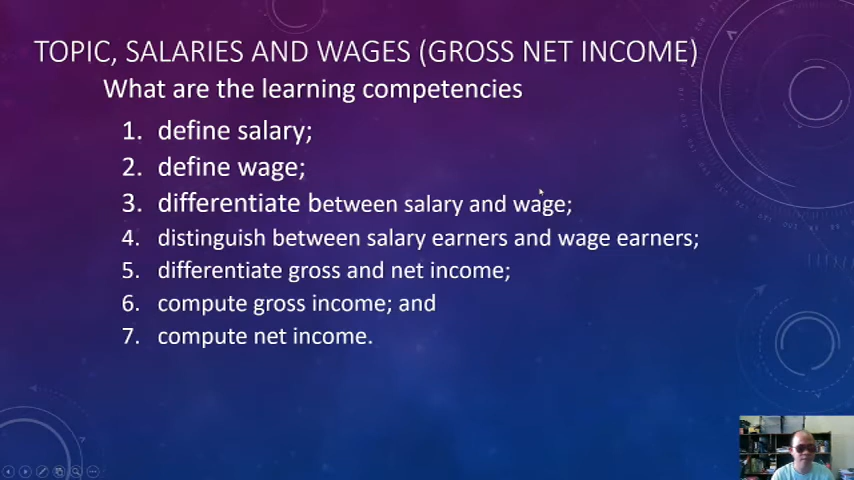 TOPIC, SALARIES AND WAGES (GROSS NET INCOME)
What are the learning competencies
1. define salary;
2. define wage;
3. differentiate between salary and wage;
4. distinguish between salary earners and wage earners;
5. differentiate gross and net income;
6. compute gross income; and
7. compute net income.